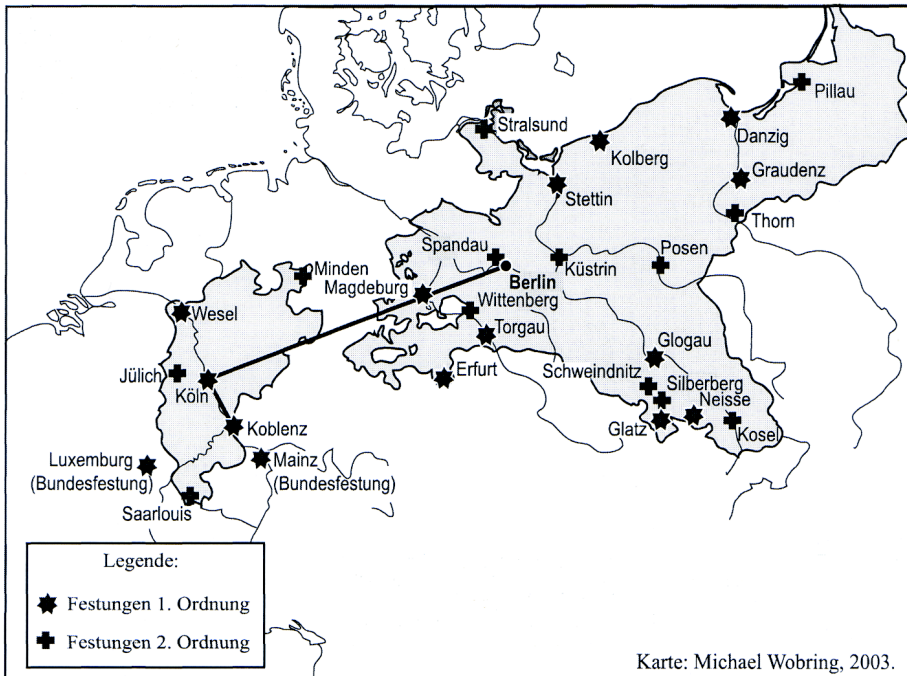 Pillau
Stralsund
Danzig
Kolberg
Graudenz
Stettin
Thorn
Spandau
Posen
Minden
Küstrin
Berlin
Magdeburg
Wittenberg
Wesel
Torgau
Glogau
Jülich
Erfurt
Schweindnitz
Silberberg
Köln
Neisse
Koblenz
Glatz
Kosel
Luxemburg
(Bundesfestung)
Mainz
(Bundesfestung)
Saarlouis
Legende:
Festungen 1. Ordnung
Festungen 2. Ordnung
Karte: Michael Wobring, 2003.